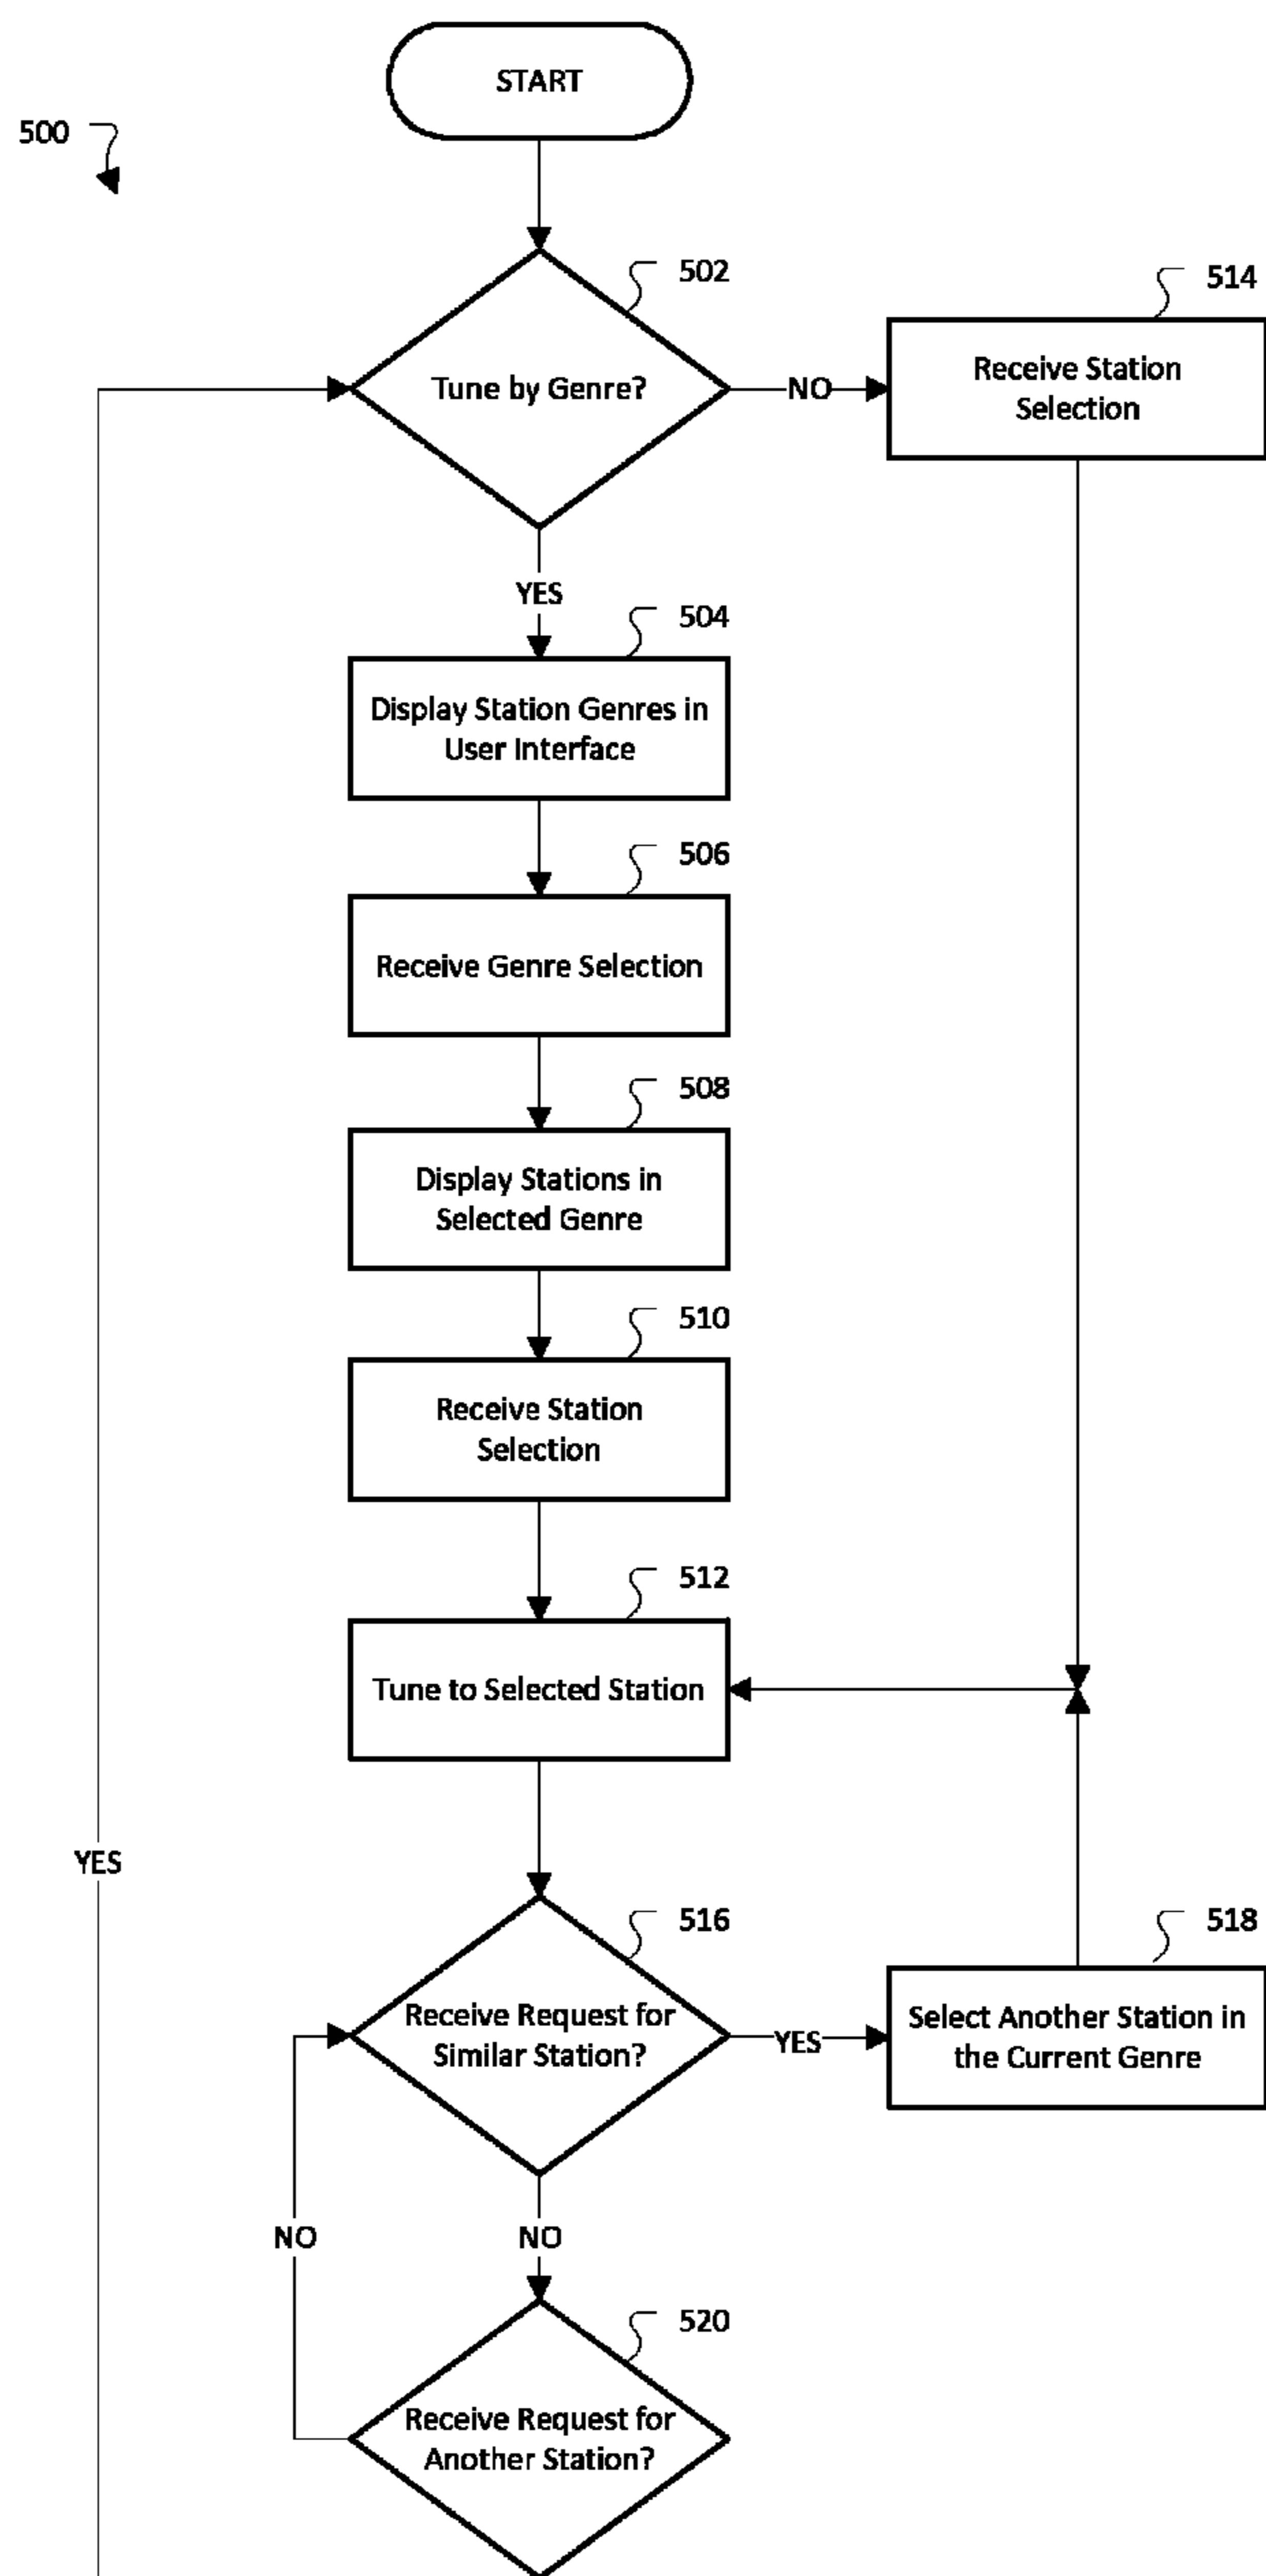 START
500
502
Tune by Genre?
NO
514
Receive Station
Selection
YES
504
Display Station Genres in
User Interface
506
Receive Genre Selection
508
Display Stations in
Selected Genre
510
Receive Station
Selection
512
Tune to Selected Station
YES
516
Receive Request for
Similar Station?
YES
518
Select Another Station in
the Current Genre
NO
NO
520
Receive Request for
Another Station?